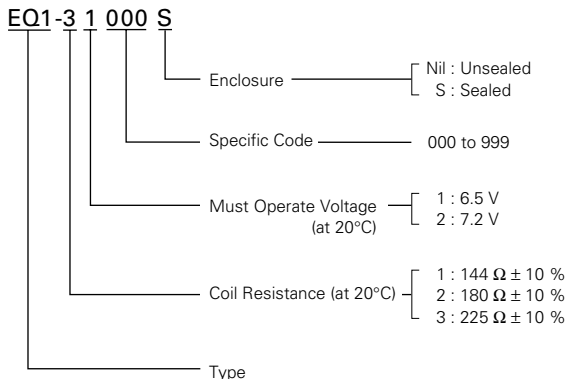 EQ1-3 1 000 S
Enclosure
Nil : Unsealed
S : Sealed
Specific Code
000 to 999
Must Operate Voltage
(at 20°C)
1 : 6.5 V
2 : 7.2 V
Coil Resistance (at 20°C)
1 : 144 Ω ± 10 %
2 : 180 Ω ± 10 %
3 : 225 Ω ± 10 %
Type